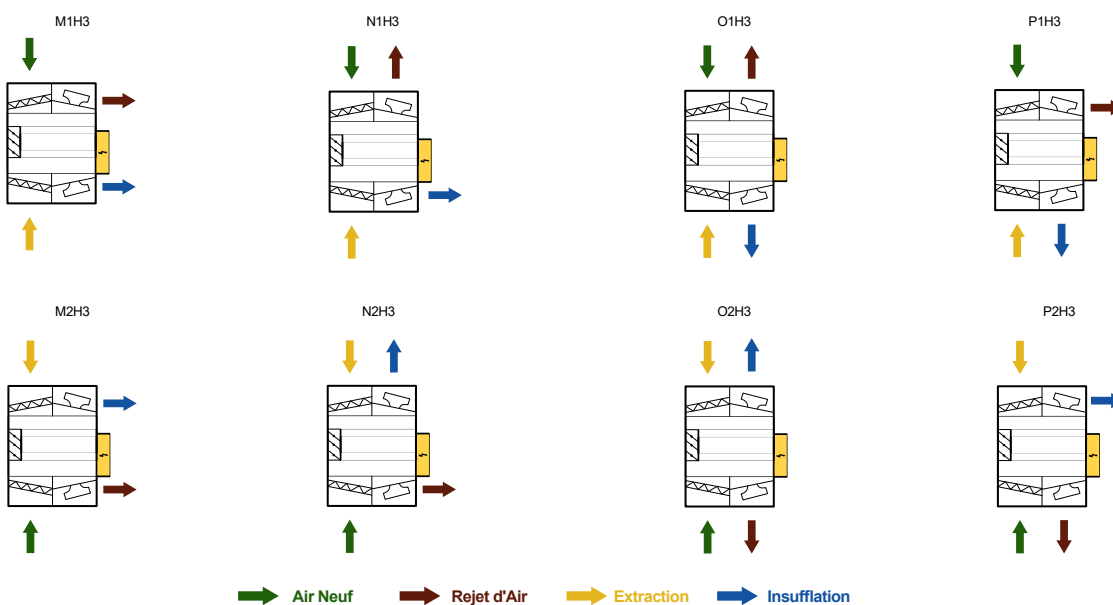 M1H3 N1H3 O1H3 P1H3
M2H3 N2H3 O2H3 P2H3
Air Neuf Rejet d'Air Extraction Insufflation